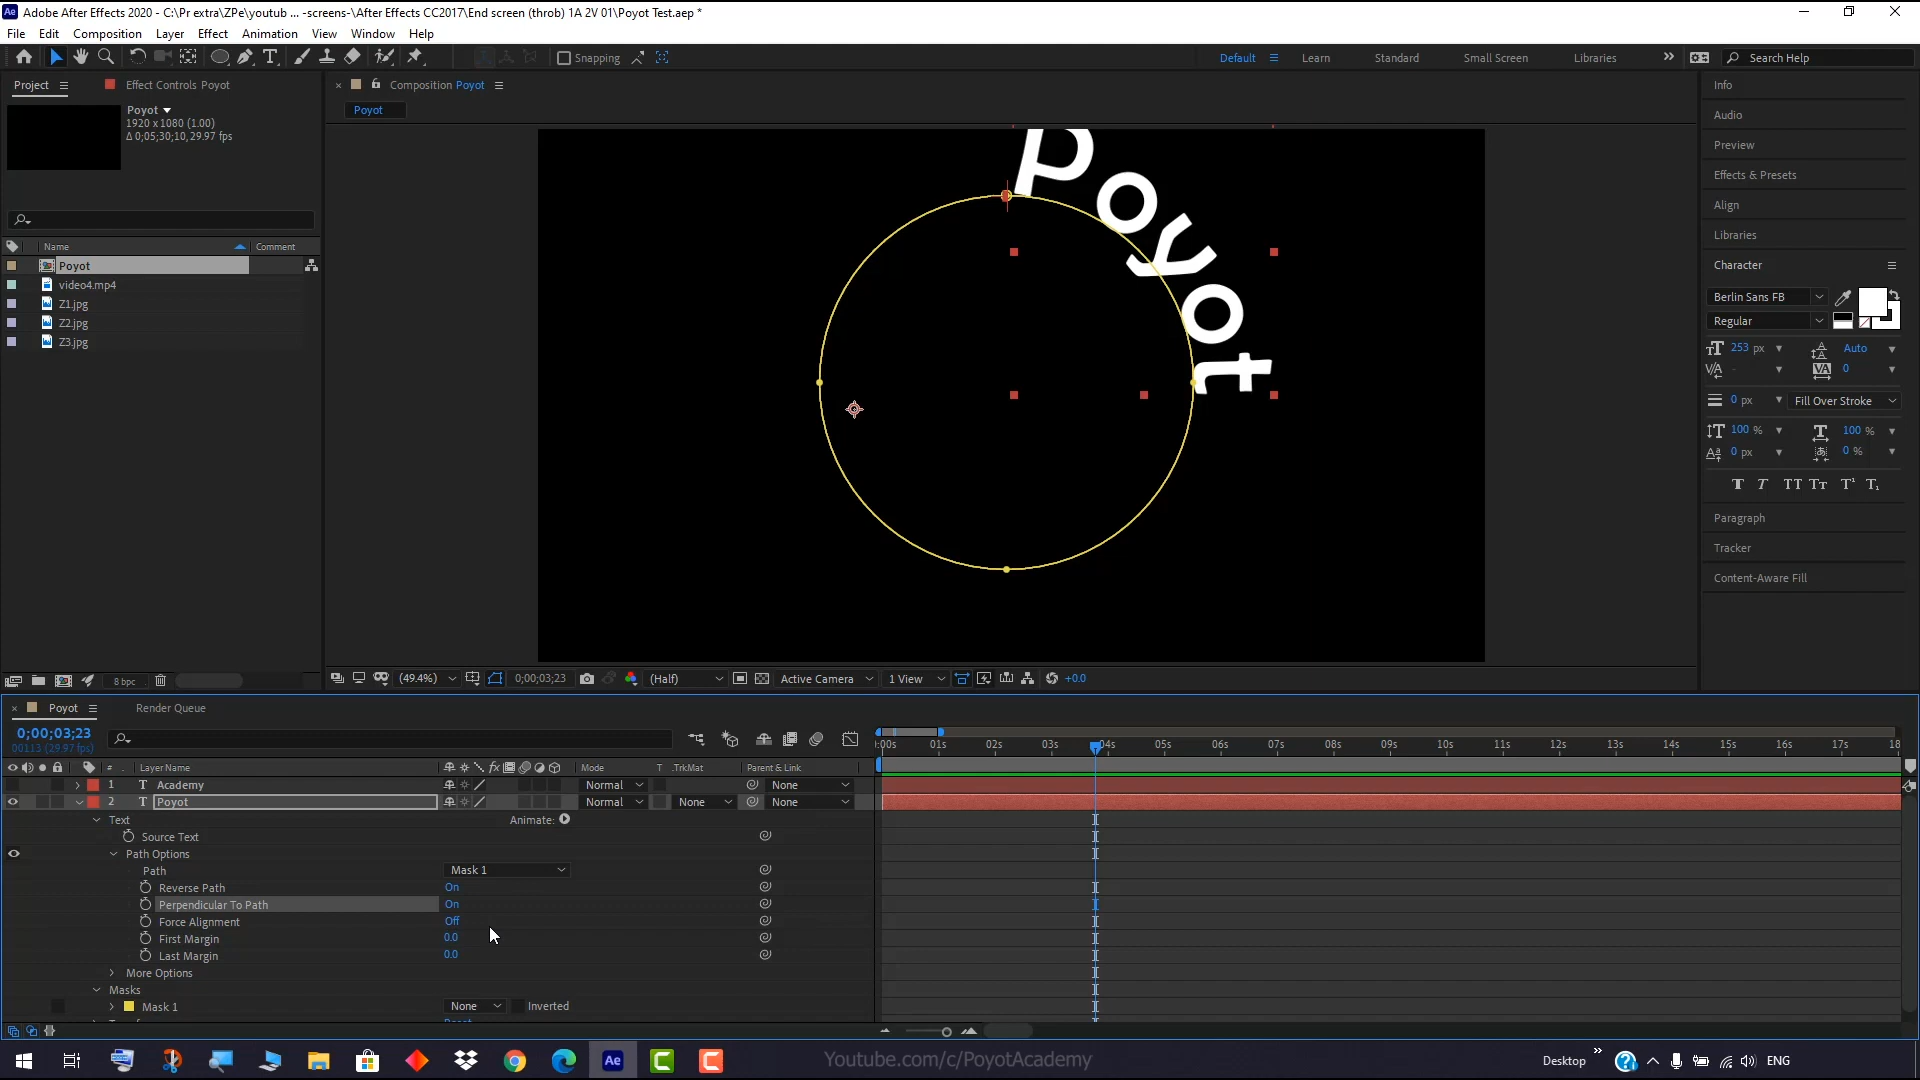 Adobe After Effects 2020 - C:\Pr extra\ZPe\youtub ... -screens-\After Effects CC2017\End screen (throb) 1A 2V 01\Poyot Test.aep *
File Edit Composition Layer Effect Animation View Window Help
Snapping
Default Learn Standard Small Screen Libraries Search Help
Project Effect Controls Poyot
Composition Poyot
Poyot
Poyot
1920 x 1080 (1.00)
Δ 0;05;30;10, 29.97 fps
Name Comment
Poyot
video4.mp4
Z1.jpg
Z2.jpg
Z3.jpg
8 bpc
Poyot
(49.4%) 0;00;03;23 (Half) Active Camera 1 View +0.0
Info
Audio
Preview
Effects & Presets
Align
Libraries
Character
Berlin Sans FB
Regular
253 px Auto
- 0
0 px Fill Over Stroke
100 % 100 %
0 px 0 %
T T TT Tt T¹ T₁
Paragraph
Tracker
Content-Aware Fill
Poyot Render Queue
0;00;03;23
00113 (29.97 fps)
:00s 01s 02s 03s 04s 05s 06s 07s 08s 09s 10s 11s 12s 13s 14s 15s 16s 17s 18
# Layer Name Mode T .TrkMat Parent & Link
1 T Academy Normal None
2 T Poyot Normal None None
Text Animate:
Source Text
Path Options
Path Mask 1
Reverse Path On
Perpendicular To Path On
Force Alignment Off
First Margin 0.0
Last Margin 0.0
More Options
Masks
Mask 1 None Inverted
Youtube.com/c/PoyotAcademy
Desktop ENG